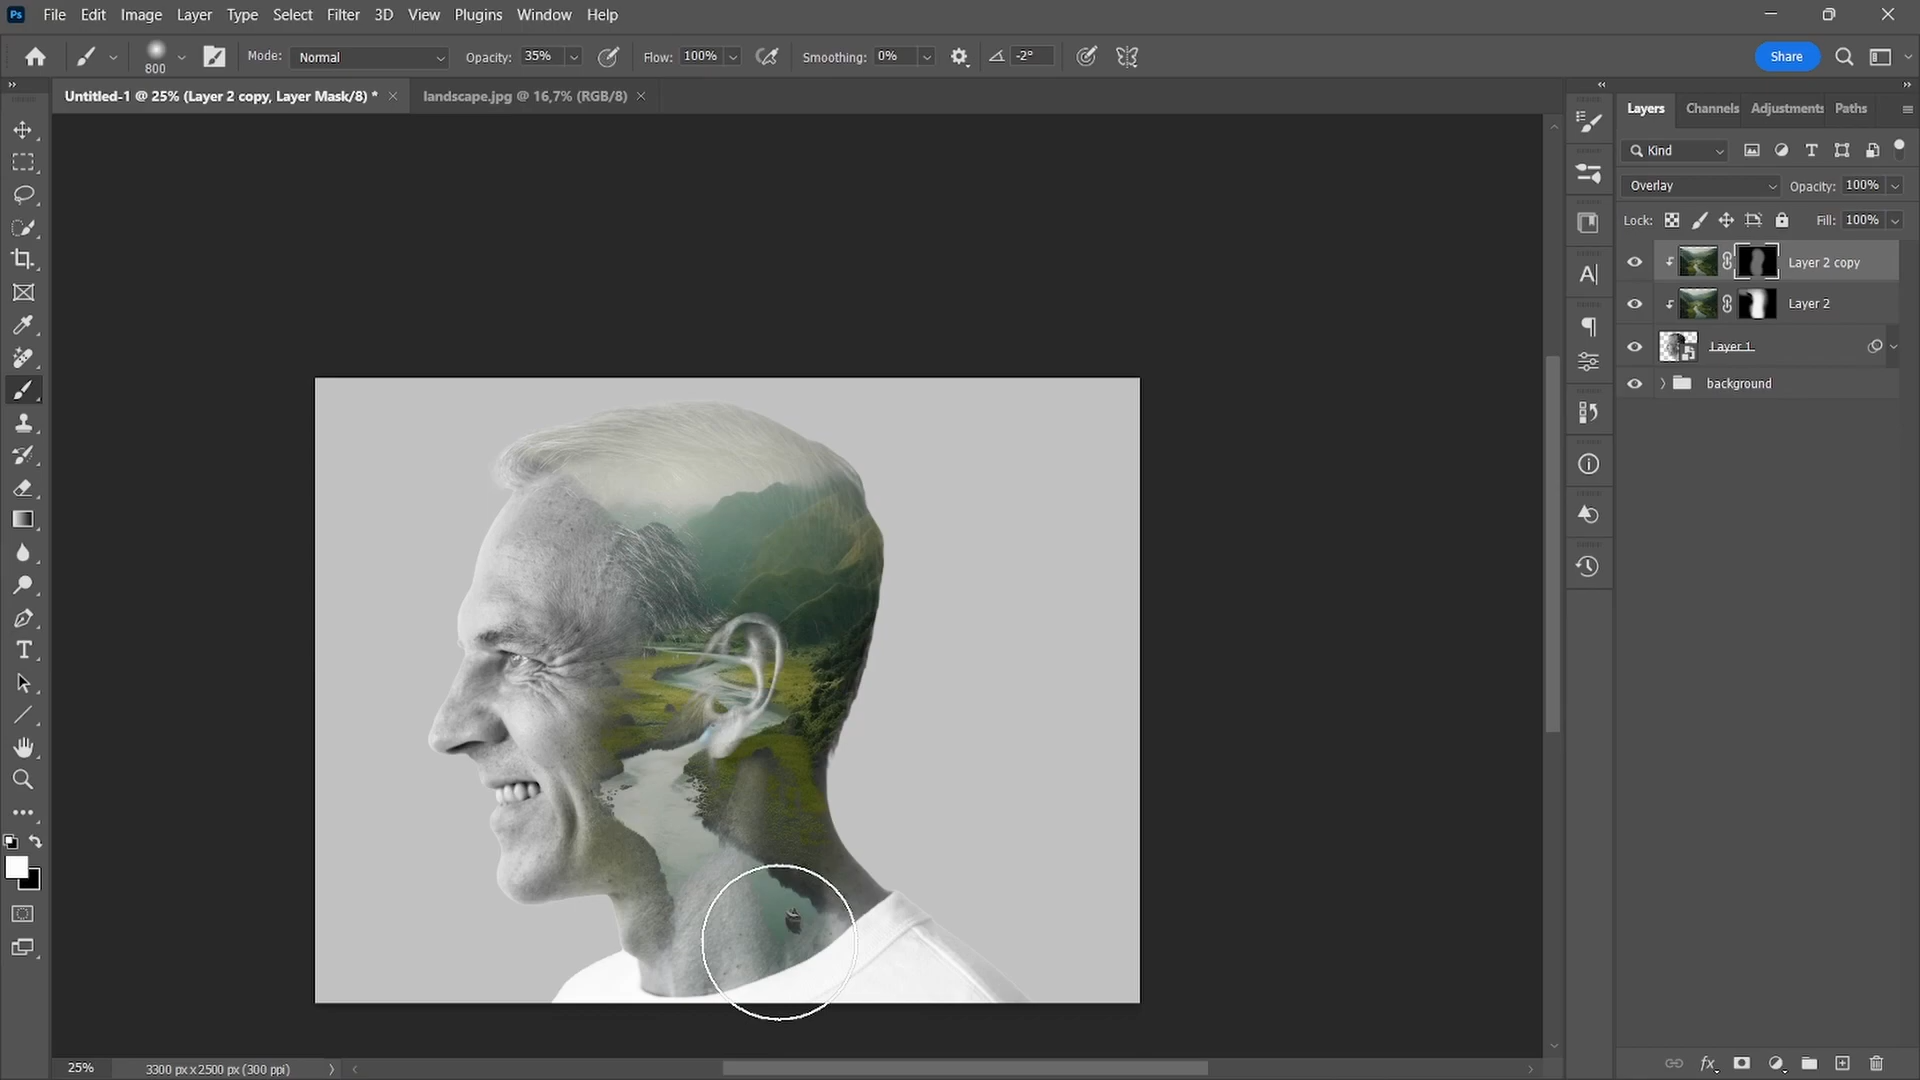 Ps File Edit Image Layer Type Select Filter 3D View Plugins Window Help
800 Mode: Normal Opacity: 35% Flow: 100% Smoothing: 0% -2° Share
Untitled-1 @ 25% (Layer 2 copy, Layer Mask/8) * landscape.jpg @ 16,7% (RGB/8)
Layers Channels Adjustments Paths
Kind
Overlay Opacity: 100%
Lock: Fill: 100%
Layer 2 copy
Layer 2
Layer 1
background
25% 3300 px x 2500 px (300 ppi)